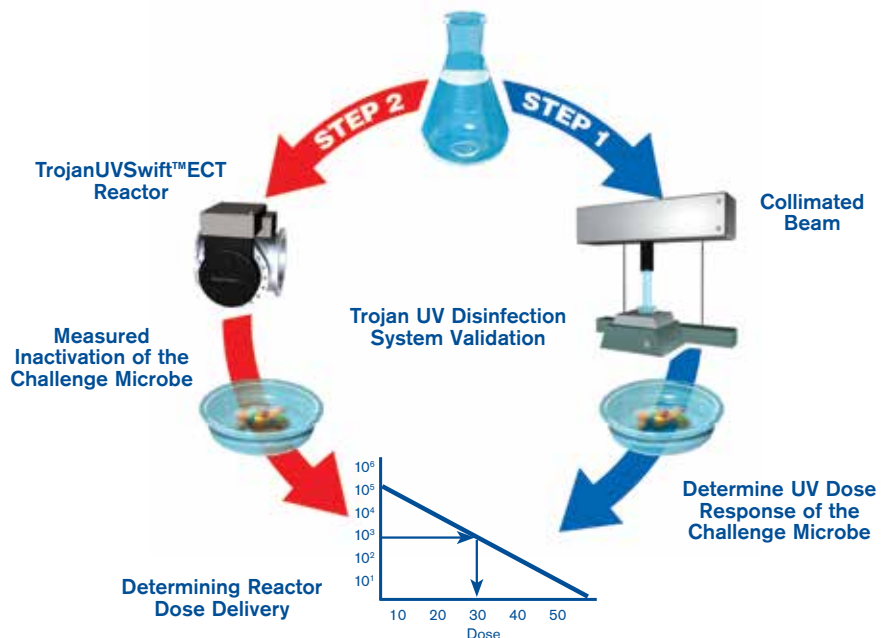 STEP 2
STEP 1
TrojanUVSwift™ECT
Reactor
Collimated
Beam
Trojan UV Disinfection
System Validation
Measured
Inactivation of the
Challenge Microbe
Determine UV Dose
Response of the
Challenge Microbe
Determining Reactor
Dose Delivery
10⁶
10⁵
10⁴
10³
10²
10¹
10 20 30 40 50
Dose